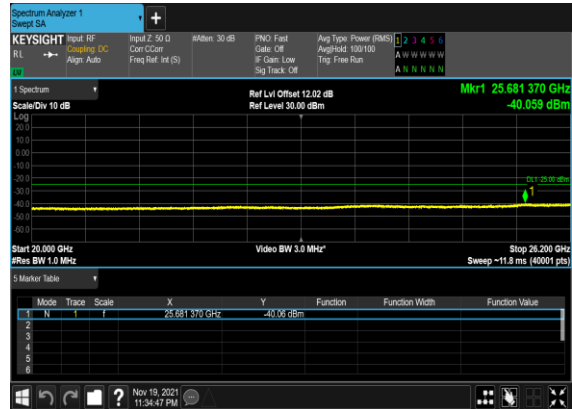 Spectrum Analyzer 1
Swept SA
KEYSIGHT Input: RF Input Z: 50 Ω #Atten: 30 dB PNO: Fast Avg Type: Power (RMS) 1 2 3 4 5 6
RL Coupling: DC Corr CCorr Gate: Off Avg|Hold: 100/100 A W W W W W
Align: Auto Freq Ref: Int (S) IF Gain: Low Trig: Free Run A N N N N N
Sig Track: Off
1 Spectrum
Ref Lvl Offset 12.02 dB Mkr1 25.681 370 GHz
Scale/Div 10 dB Ref Level 30.00 dBm -40.059 dBm
Log
20.0
10.0
0.00
-10.0
-20.0
DL1 -25.00 dBm
-30.0
1
-40.0
-50.0
-60.0
Start 20.000 GHz Video BW 3.0 MHz* Stop 26.200 GHz
#Res BW 1.0 MHz Sweep ~11.8 ms (40001 pts)
5 Marker Table
Mode Trace Scale X Y Function Function Width Function Value
1 N 1 f 25.681 370 GHz -40.06 dBm
2
3
4
5
6
? Nov 19, 2021
11:34:47 PM